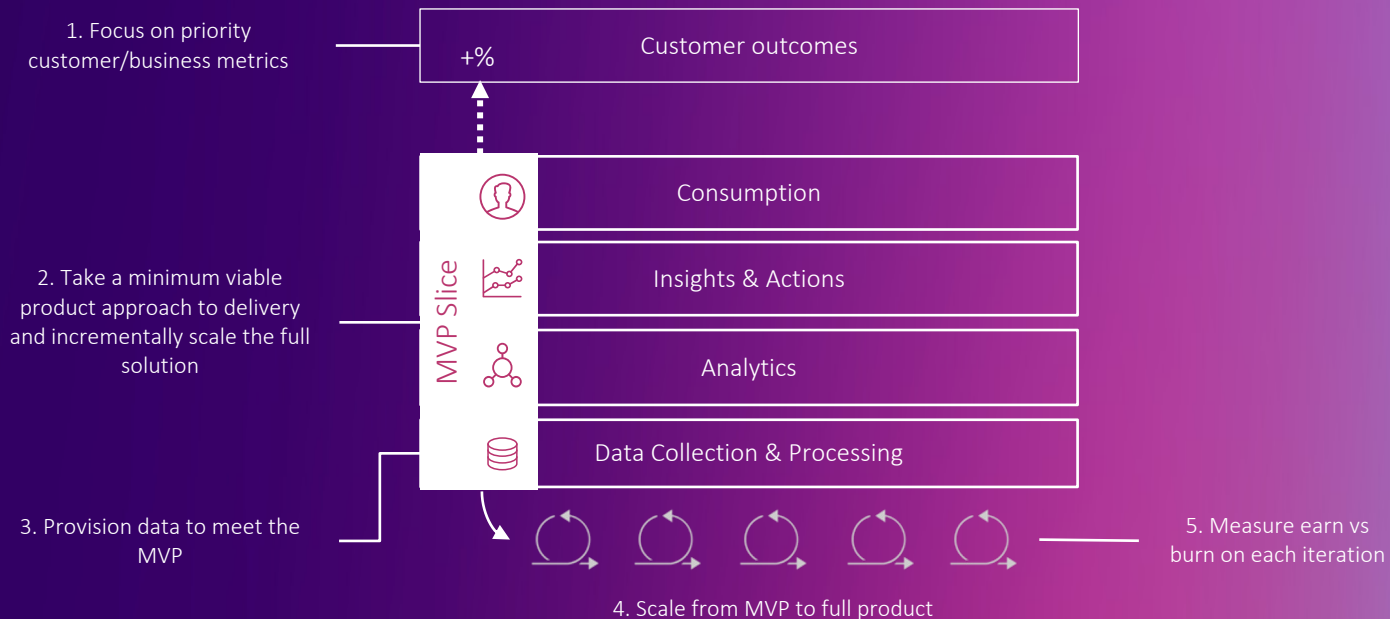 1. Focus on priority
customer/business metrics
+%
Customer outcomes
MVP Slice
Consumption
2. Take a minimum viable
product approach to delivery
and incrementally scale the full
solution
Insights & Actions
Analytics
Data Collection & Processing
3. Provision data to meet the
MVP
4. Scale from MVP to full product
5. Measure earn vs
burn on each iteration